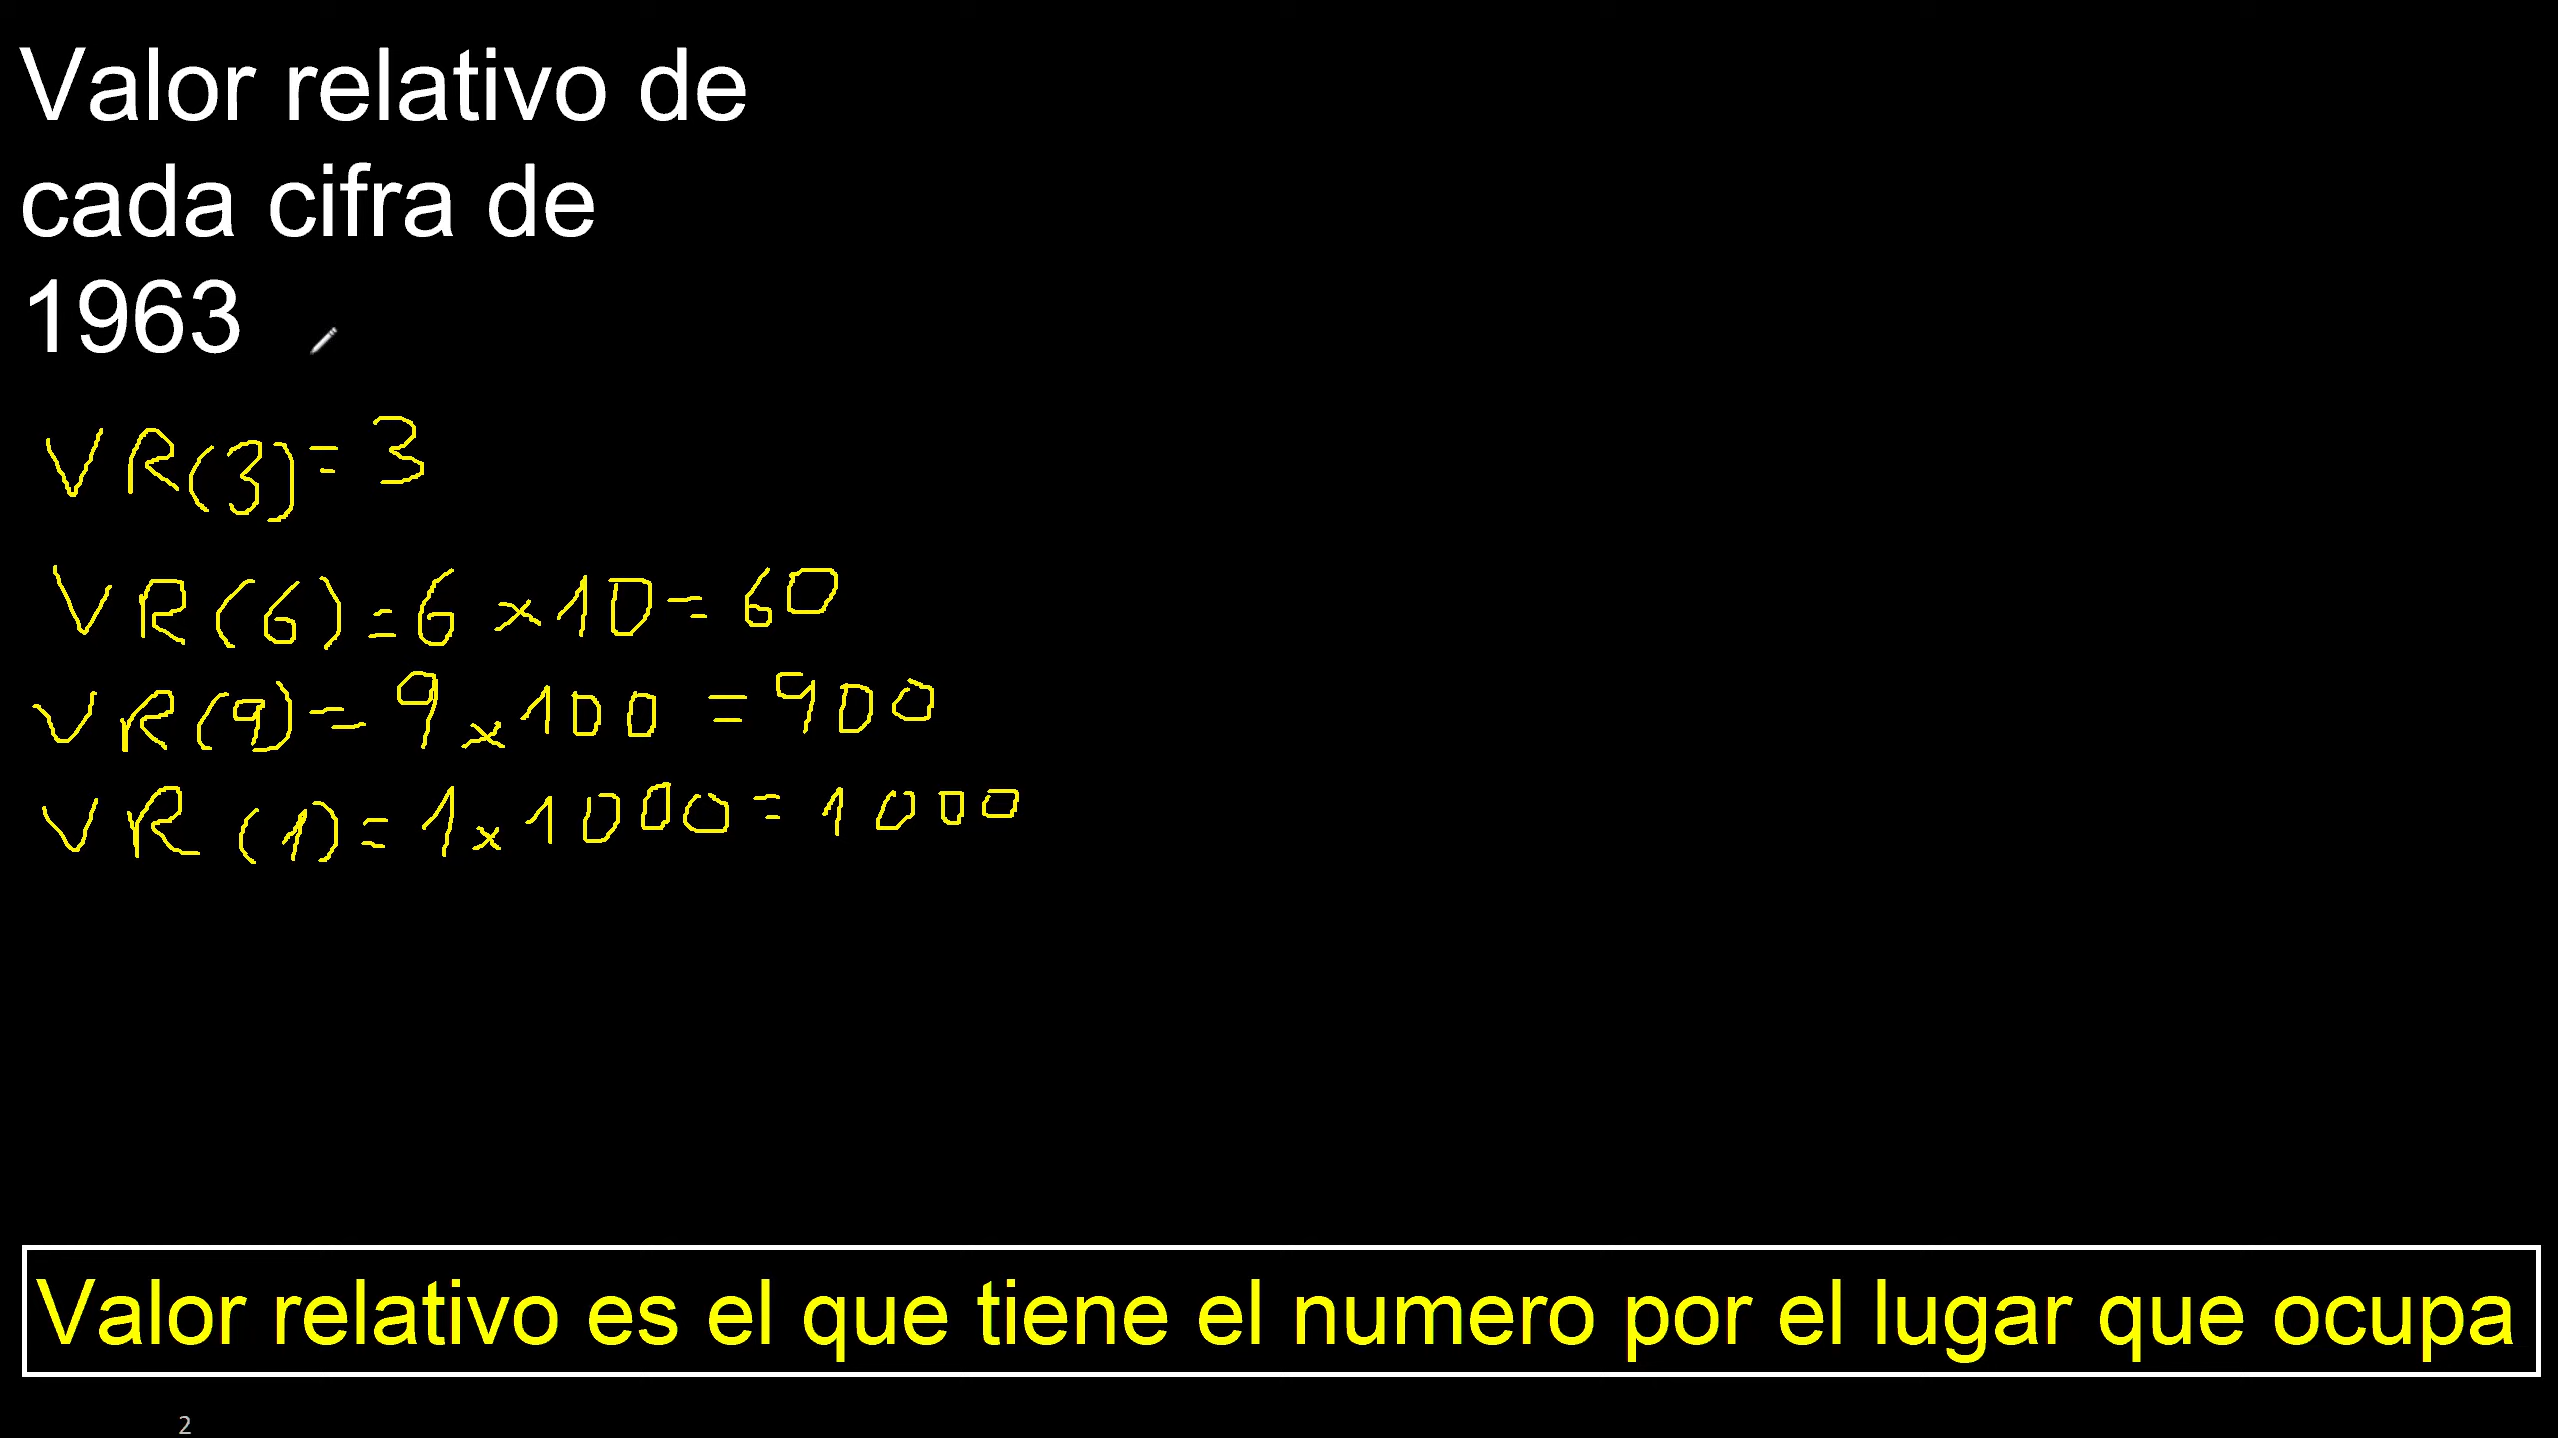 Valor relativo de
cada cifra de
1963
VR(3)= 3
VR(6)=6 x10= 60
VR(9)= 9x100 = 900
VR(1)=1x1000=1000
Valor relativo es el que tiene el numero por el lugar que ocupa
2